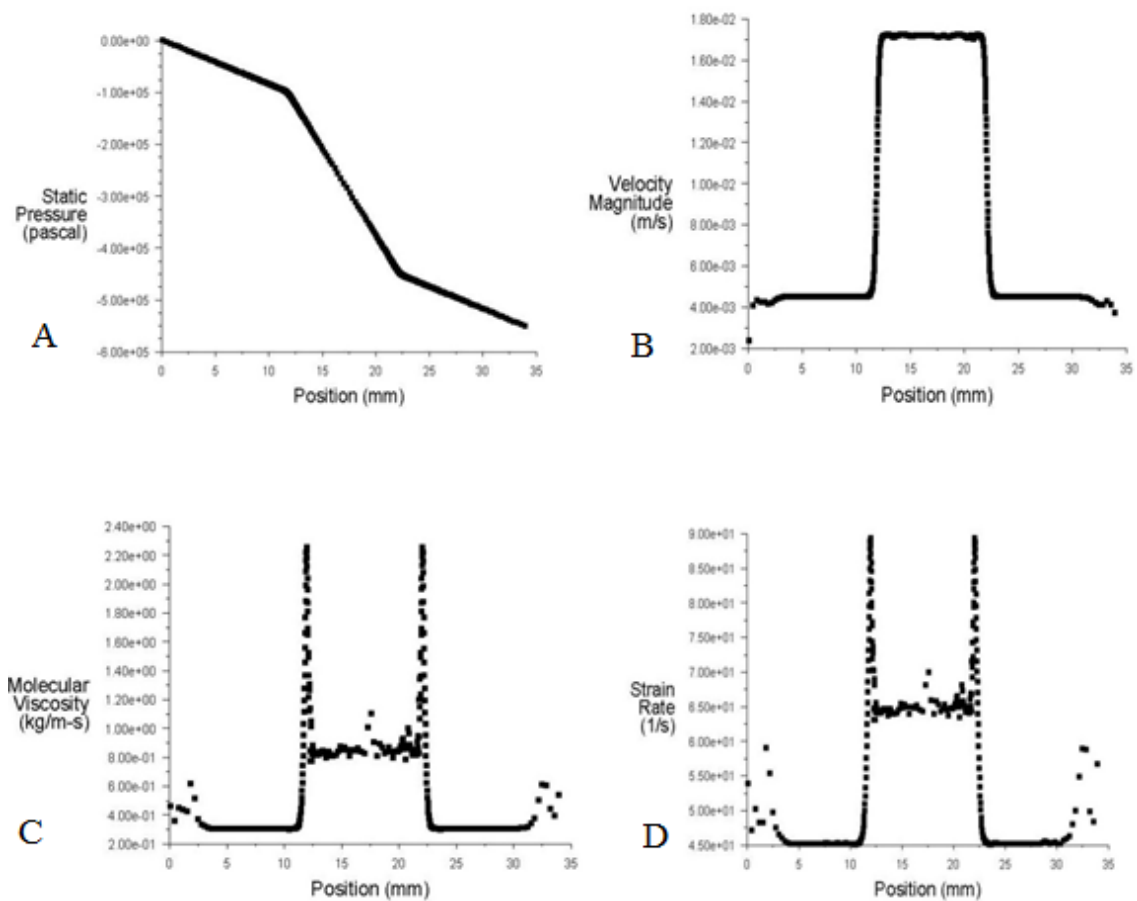 0.00e+00
-1.00e+05
-2.00e+05
-3.00e+05
-4.00e+05
-5.00e+05
-6.00e+05
Static
Pressure
(pascal)
0 5 10 15 20 25 30 35
Position (mm)
A
1.80e-02
1.60e-02
1.40e-02
1.20e-02
1.00e-02
8.00e-03
6.00e-03
4.00e-03
2.00e-03
Velocity
Magnitude
(m/s)
0 5 10 15 20 25 30 35
Position (mm)
B
2.40e+00
2.20e+00
2.00e+00
1.80e+00
1.60e+00
1.40e+00
1.20e+00
1.00e+00
8.00e-01
6.00e-01
4.00e-01
2.00e-01
Molecular
Viscosity
(kg/m-s)
0 5 10 15 20 25 30 35
Position (mm)
C
9.00e+01
8.50e+01
8.00e+01
7.50e+01
7.00e+01
6.50e+01
6.00e+01
5.50e+01
5.00e+01
4.50e+01
Strain
Rate
(1/s)
0 5 10 15 20 25 30 35
Position (mm)
D